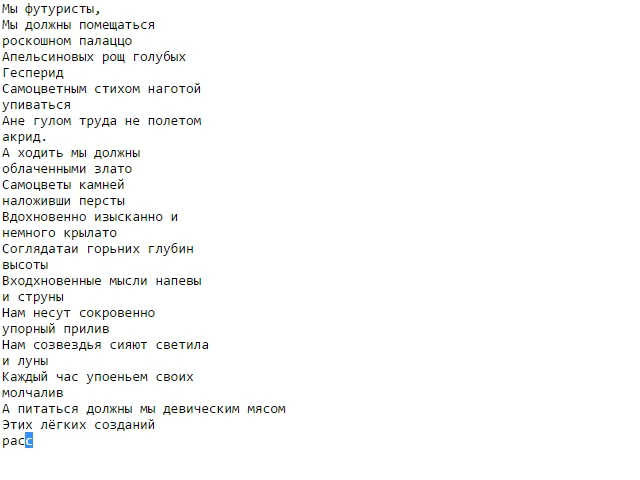 Мы футуристы,
Мы должны помещаться
роскошном палаццо
Апельсиновых рощ голубых
Гесперид
Самоцветным стихом наготой
упиваться
Ане гулом труда не полетом
акрид.
А ходить мы должны
облаченными злато
Самоцветы камней
наложивши персты
Вдохновенно изысканно и
немного крылато
Соглядатаи горьних глубин
высоты
Входхновенные мысли напевы
и струны
Нам несут сокровенно
упорный прилив
Нам созвездья сияют светила
и луны
Каждый час упоеньем своих
молчалив
А питаться должны мы девическим мясом
Этих лёгких созданий
расс